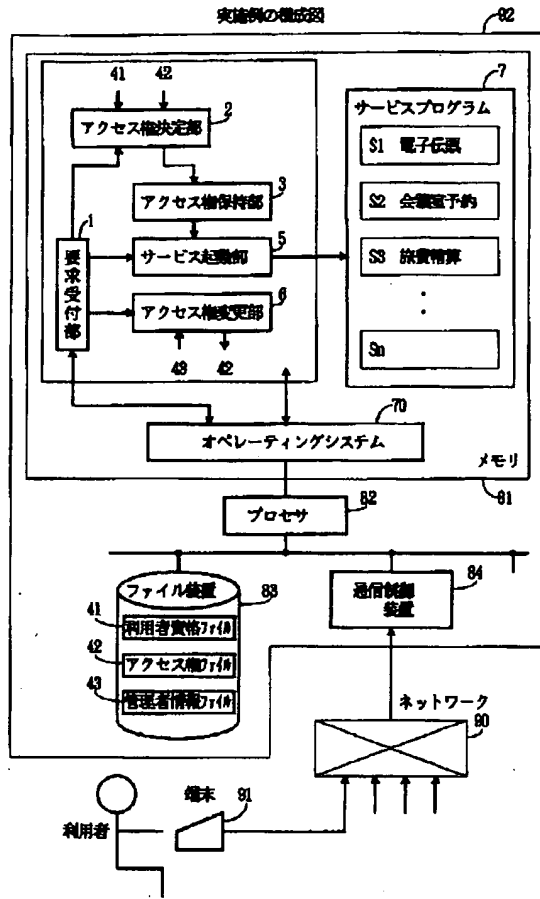 実施例の構成図
92
41
42
7
サービスプログラム
2
アクセス権決定部
S1 電子伝票
3
アクセス権保持部
S2 会議室予約
1
要求受付部
5
サービス起動部
S3 旅費精算
6
アクセス権変更部
・
・
43
42
Sn
70
オペレーティングシステム
メモリ
81
82
プロセサ
ファイル装置
83
84
通信制御
装置
41
利用者資格ファイル
42
アクセス権ファイル
43
管理者情報ファイル
ネットワーク
90
端末
91
利用者